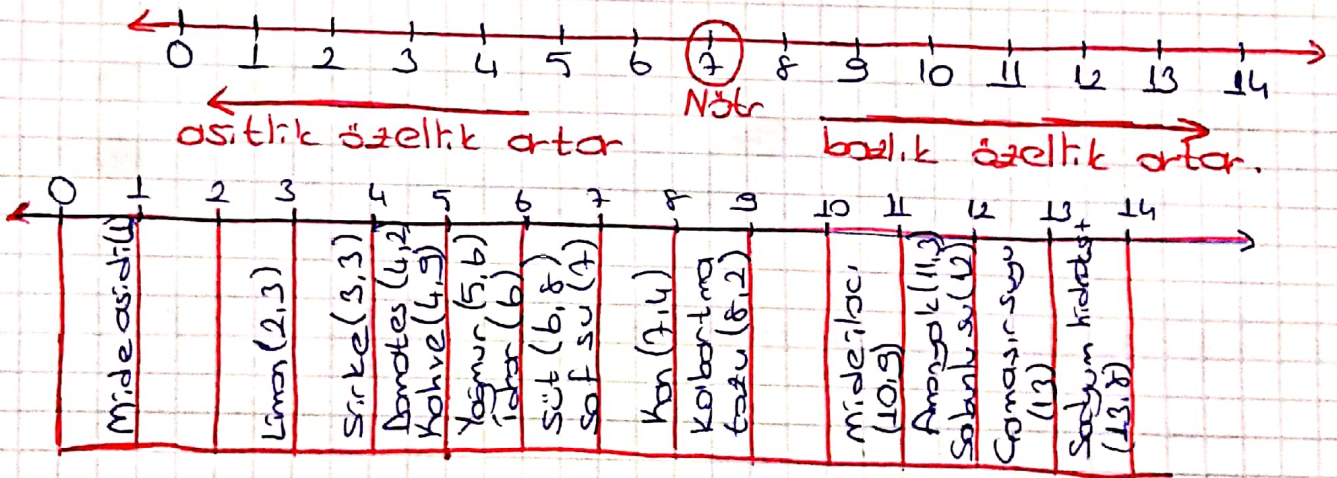 0 1 2 3 4 5 6 7 8 9 10 11 12 13 14
Nötr
asitlik özellik artar
bazlık özellik artar.
0 1 2 3 4 5 6 7 8 9 10 11 12 13 14
Mide asidi (1)
Limon (2,3)
Sirke (3,3)
Domates (4,2)
Kahve (4,9)
Yağmur (5,6)
İdrar (6)
Süt (6,8)
Saf su (7)
Kan (7,4)
Kabartma
tozu (8,2)
Mide ilacı
(10,9)
Amonyak (11,3)
Sabunlu su (12)
Çamaşır suyu
(13)
Sodyum hidroksit
(13,8)